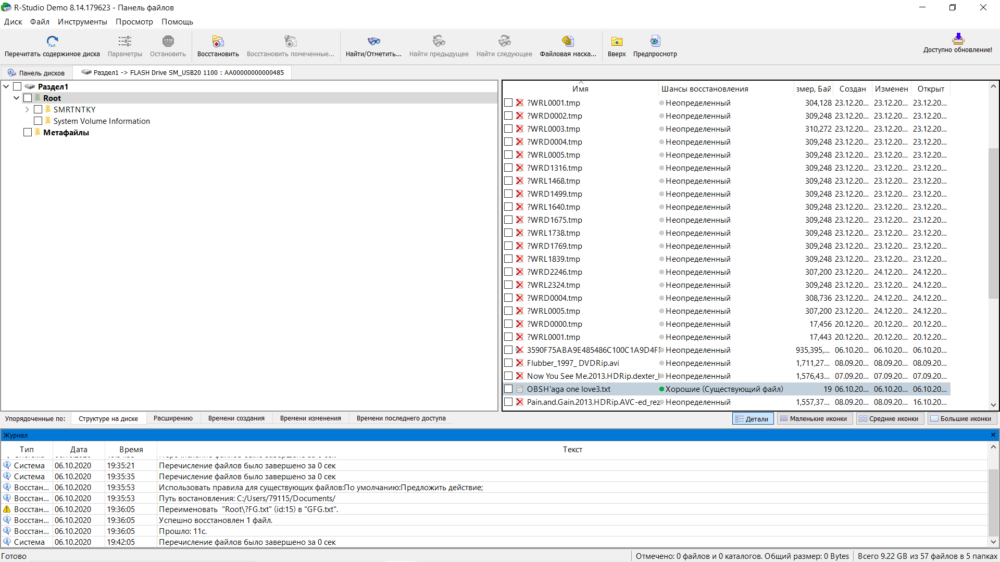 R-Studio Demo 8.14.179623 - Панель файлов
Диск Файл Инструменты Просмотр Помощь
Перечитать содержимое диска Параметры Остановить Восстановить Восстановить помеченные... Найти/Отметить... Найти предыдущее Найти следующее Файловая маска... Вверх Предпросмотр Доступно обновление!
Панель дисков Раздел1 -> FLASH Drive SM_USB20 1100 : AA00000000000485
Раздел1
Root
SMRTNTKY
System Volume Information
Метафайлы
Имя Шансы восстановления змер, Бай Создан Изменен Открыт
?WRL0001.tmp Неопределенный 304,128 23.12.20... 23.12.20... 23.12.20...
?WRD0002.tmp Неопределенный 309,248 23.12.20... 23.12.20... 23.12.20...
?WRL0003.tmp Неопределенный 310,272 23.12.20... 23.12.20... 23.12.20...
?WRD0004.tmp Неопределенный 309,248 23.12.20... 23.12.20... 23.12.20...
?WRL0005.tmp Неопределенный 309,248 23.12.20... 23.12.20... 23.12.20...
?WRD1316.tmp Неопределенный 309,248 23.12.20... 23.12.20... 23.12.20...
?WRL1468.tmp Неопределенный 309,248 23.12.20... 23.12.20... 23.12.20...
?WRD1499.tmp Неопределенный 309,248 23.12.20... 23.12.20... 23.12.20...
?WRL1640.tmp Неопределенный 309,248 23.12.20... 23.12.20... 23.12.20...
?WRD1675.tmp Неопределенный 309,248 23.12.20... 23.12.20... 23.12.20...
?WRL1738.tmp Неопределенный 309,248 23.12.20... 23.12.20... 23.12.20...
?WRD1769.tmp Неопределенный 309,248 23.12.20... 23.12.20... 23.12.20...
?WRL1839.tmp Неопределенный 309,248 23.12.20... 23.12.20... 23.12.20...
?WRD2246.tmp Неопределенный 307,200 23.12.20... 24.12.20... 24.12.20...
?WRL2324.tmp Неопределенный 309,248 23.12.20... 23.12.20... 24.12.20...
?WRD0004.tmp Неопределенный 308,736 23.12.20... 24.12.20... 24.12.20...
?WRL0005.tmp Неопределенный 307,200 23.12.20... 24.12.20... 24.12.20...
?WRD0000.tmp Неопределенный 17,456 20.12.20... 20.12.20... 20.12.20...
?WRL0001.tmp Неопределенный 17,443 20.12.20... 20.12.20... 20.12.20...
3590F75ABA9E485486C100C1A9D4F Неопределенный 935,395,... 06.10.20... 06.10.20... 06.10.20...
Flubber_1997_ DVDRip.avi Неопределенный 1,711,27... 08.09.20... 08.09.20... 08.09.20...
Now You See Me.2013.HDRip.dexter_ Неопределенный 1,576,43... 07.09.20... 07.09.20... 07.09.20...
OBSH'aga one love3.txt Хорошие (Существующий файл) 19 06.10.20... 06.10.20... 06.10.20...
Pain.and.Gain.2013.HDRip.AVC-ed_rez Неопределенный 1,557,37... 08.09.20... 08.09.20... 16.10.20...
Упорядоченные по: Структуре на диске Расширению Времени создания Времени изменения Времени последнего доступа Детали Маленькие иконки Средние иконки Большие иконки
Журнал
Тип Дата Время Текст
Система 06.10.2020 19:35:21 Перечисление файлов было завершено за 0 сек
Система 06.10.2020 19:35:35 Перечисление файлов было завершено за 0 сек
Восстан... 06.10.2020 19:35:53 Использовать правила для существующих файлов:По умолчанию:Предложить действие;
Восстан... 06.10.2020 19:35:53 Путь востановления: C:/Users/79115/Documents/
Восстан... 06.10.2020 19:36:05 Переименовать "Root\?FG.txt" (id:15) в "GFG.txt".
Восстан... 06.10.2020 19:36:05 Успешно восстановлен 1 файл.
Восстан... 06.10.2020 19:36:05 Прошло: 11с.
Система 06.10.2020 19:42:05 Перечисление файлов было завершено за 0 сек
Готово Отмечено: 0 файлов и 0 каталогов. Общий размер: 0 Bytes Всего 9.22 GB из 57 файлов в 5 папках